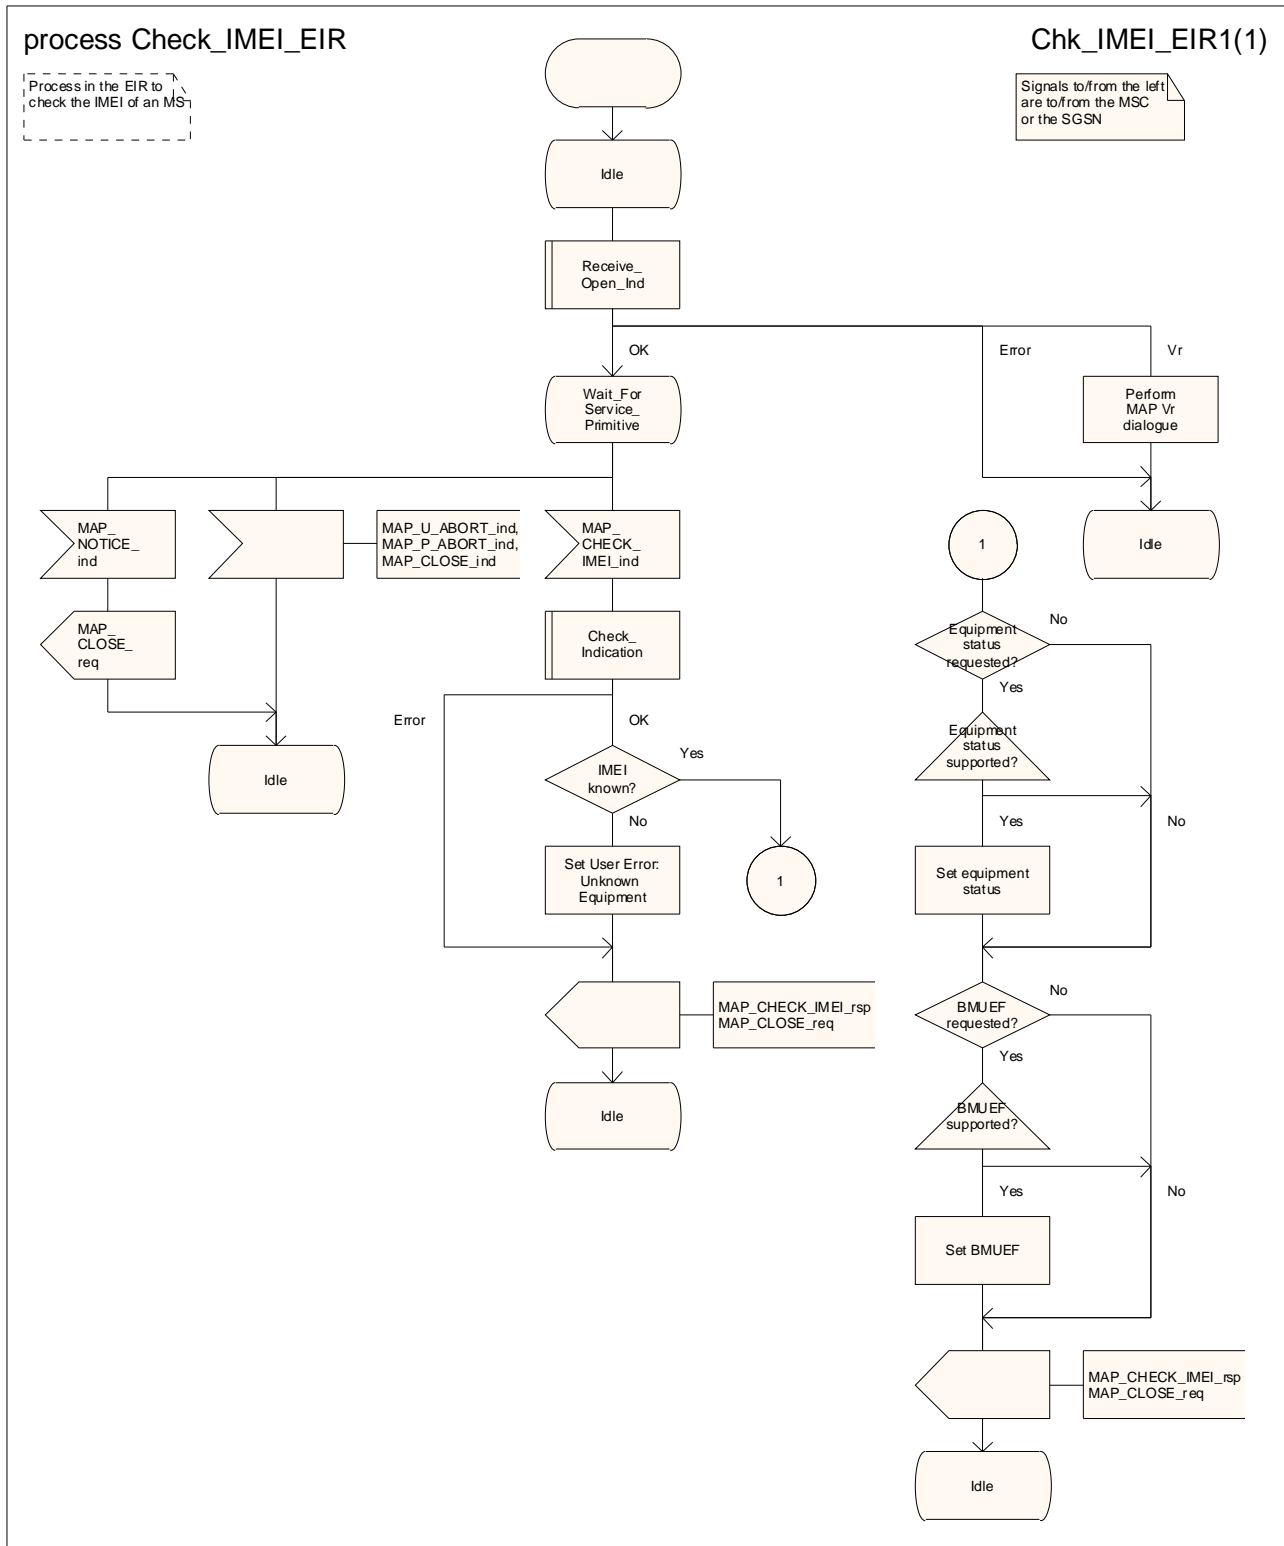 process Check_IMEI_EIR
Chk_IMEI_EIR1(1)
Process in the EIR to
check the IMEI of an MS
Signals to/from the left
are to/from the MSC
or the SGSN
Idle
Receive_
Open_Ind
OK
Error
Vr
Wait_For
Service_
Primitive
Perform
MAP Vr
dialogue
MAP_
NOTICE_
ind
MAP_U_ABORT_ind,
MAP_P_ABORT_ind,
MAP_CLOSE_ind
MAP_
CHECK_
IMEI_ind
1
Idle
MAP_
CLOSE_
req
Check_
Indication
Equipment
status
requested?
No
Yes
Error
OK
Equipment
status
supported?
Idle
IMEI
known?
Yes
No
Yes
No
Set User Error:
Unknown
Equipment
1
Set equipment
status
MAP_CHECK_IMEI_rsp
MAP_CLOSE_req
BMUEF
requested?
No
Yes
Idle
BMUEF
supported?
Yes
No
Set BMUEF
MAP_CHECK_IMEI_rsp
MAP_CLOSE_req
Idle